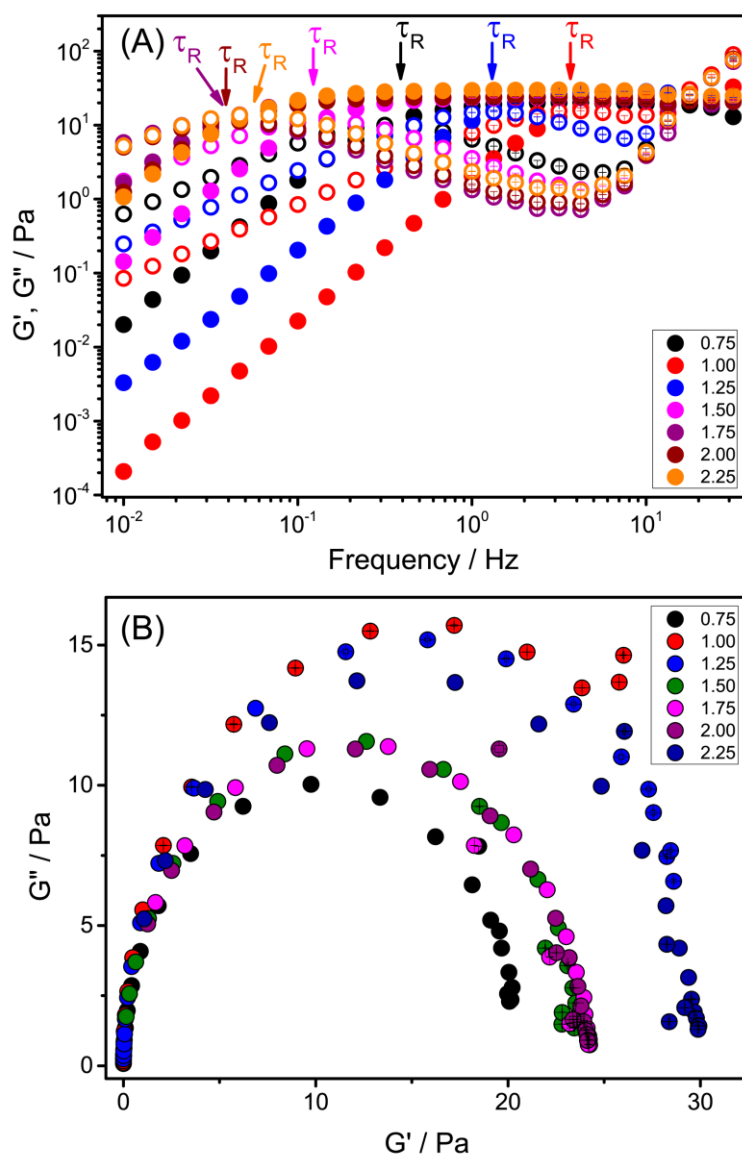 (A)
τR τR τR τR τR τR τR
10²
10¹
10⁰
10⁻¹
10⁻²
10⁻³
10⁻⁴
G', G'' / Pa
0.75
1.00
1.25
1.50
1.75
2.00
2.25
10⁻² 10⁻¹ 10⁰ 10¹
Frequency / Hz
(B)
15
10
5
0
G'' / Pa
0.75
1.00
1.25
1.50
1.75
2.00
2.25
0 10 20 30
G' / Pa